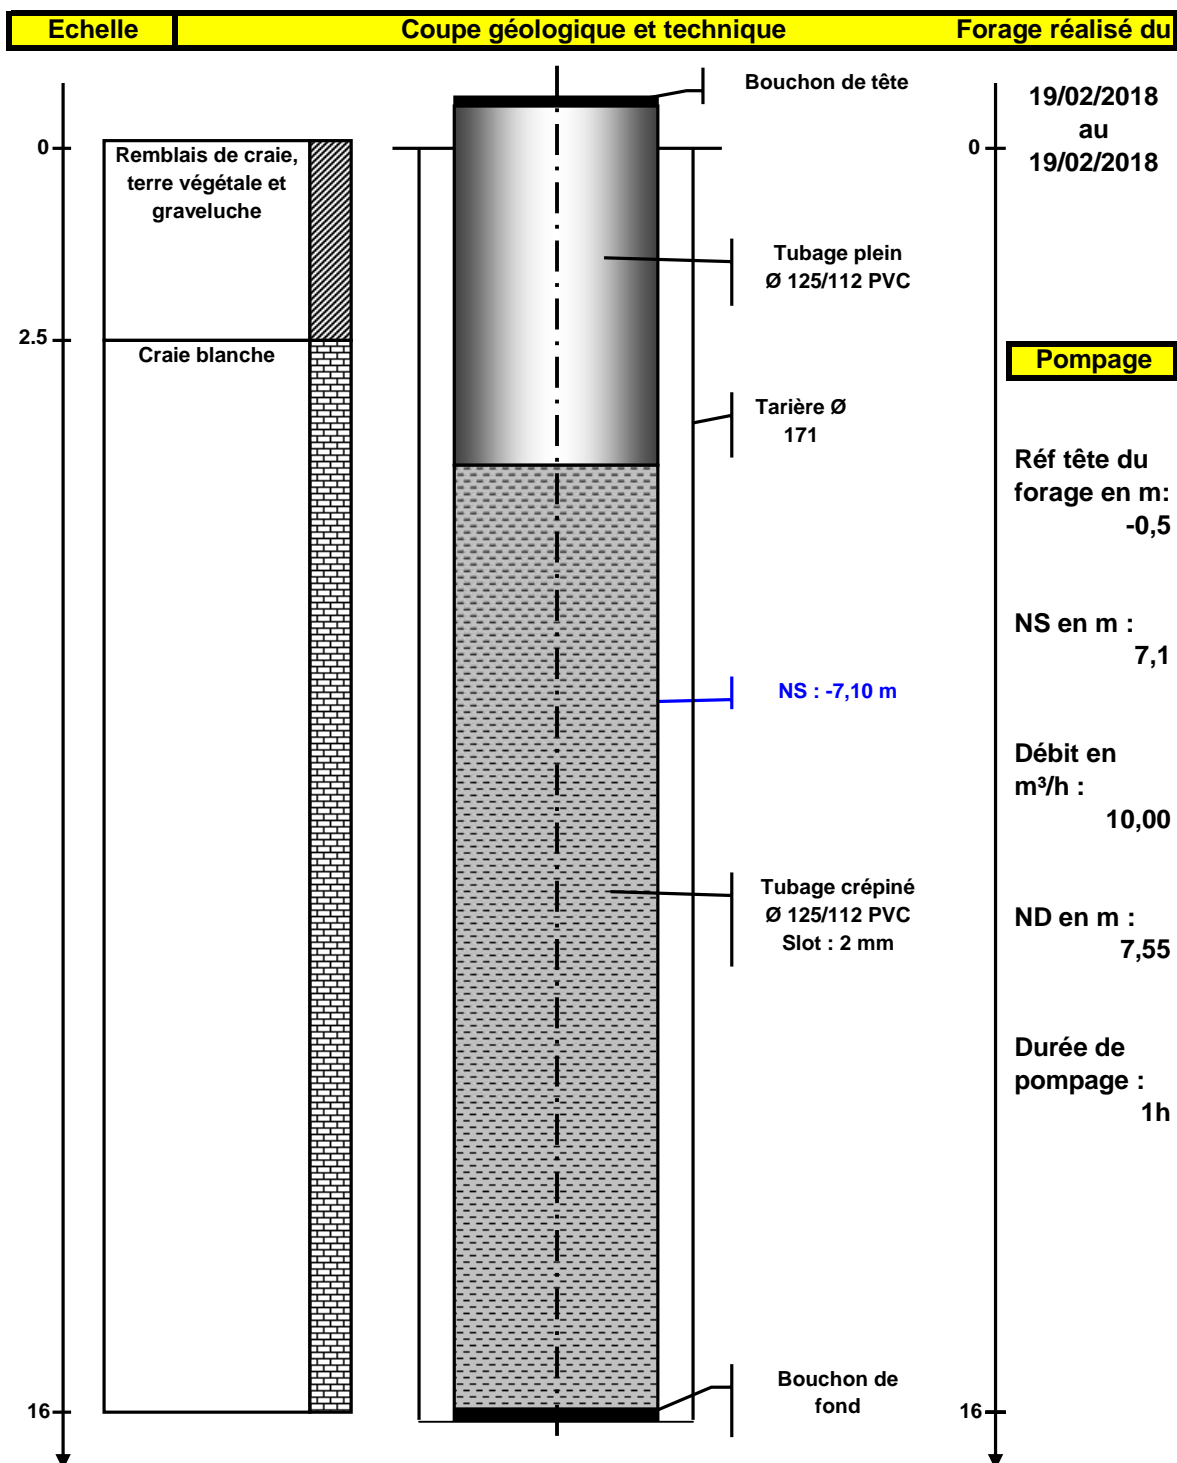 Echelle
Coupe géologique et technique
Forage réalisé du
Bouchon de tête
19/02/2018
au
19/02/2018
0
0
Remblais de craie,
terre végétale et
graveluche
Tubage plein
Ø 125/112 PVC
2.5
Craie blanche
Pompage
Tarière Ø
171
Réf tête du
forage en m:
-0,5
NS en m :
7,1
NS : -7,10 m
Débit en
m³/h :
10,00
Tubage crépiné
Ø 125/112 PVC
Slot : 2 mm
ND en m :
7,55
Durée de
pompage :
1h
Bouchon de
fond
16
16